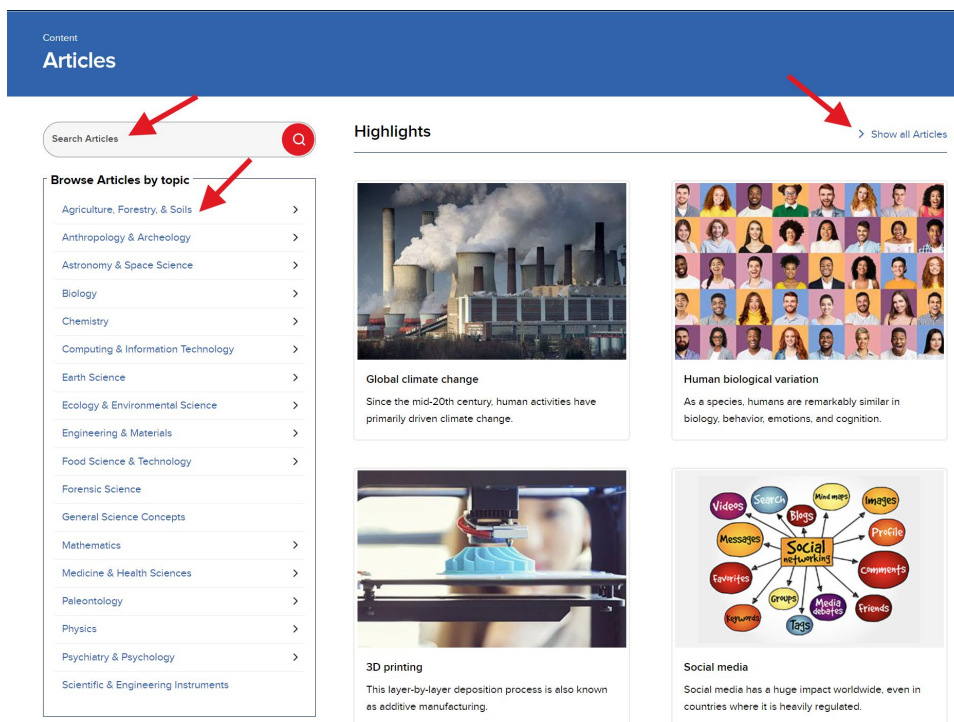 Content
Articles
Search Articles
Browse Articles by topic
Agriculture, Forestry, & Soils
Anthropology & Archeology
Astronomy & Space Science
Biology
Chemistry
Computing & Information Technology
Earth Science
Ecology & Environmental Science
Engineering & Materials
Food Science & Technology
Forensic Science
General Science Concepts
Mathematics
Medicine & Health Sciences
Paleontology
Physics
Psychiatry & Psychology
Scientific & Engineering Instruments
Highlights
Show all Articles
Global climate change
Since the mid-20th century, human activities have
primarily driven climate change.
Human biological variation
As a species, humans are remarkably similar in
biology, behavior, emotions, and cognition.
3D printing
This layer-by-layer deposition process is also known
as additive manufacturing.
Videos
Search
Blogs
Mind maps
Images
Messages
Social
networking
Profile
Favorites
Comments
Keywords
Groups
Tags
Media
debates
Friends
Social media
Social media has a huge impact worldwide, even in
countries where it is heavily regulated.